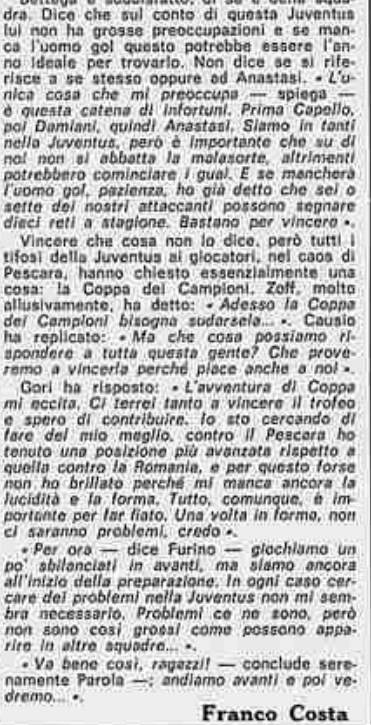 Bettega è soddisfatto, di sé e della squa-
dra. Dice che sul conto di questa Juventus
lui non ha grosse preoccupazioni e se man-
ca l'uomo gol questo potrebbe essere l'an-
no ideale per trovarlo. Non dice se si rife-
risce a se stesso oppure ad Anastasi. « L'u-
nica cosa che mi preoccupa — spiega —
è questa catena di infortuni. Prima Capello,
poi Damiani, quindi Anastasi. Siamo in tanti
nella Juventus, però è importante che su di
noi non si abbatta la malasorte, altrimenti
potrebbero cominciare i guai. E se mancherà
l'uomo gol, pazienza, ho già detto che sei o
sette dei nostri attaccanti possono segnare
dieci reti a stagione. Bastano per vincere ».
Vincere che cosa non lo dice, però tutti i
tifosi della Juventus ai giocatori, nel caos di
Pescara, hanno chiesto essenzialmente una
cosa: la Coppa dei Campioni. Zoff, molto
allusivamente, ha detto: « Adesso la Coppa
dei Campioni bisogna sudarsela... ». Causio
ha replicato: « Ma che cosa possiamo ri-
spondere a tutta questa gente? Che prove-
remo a vincerla perché piace anche a noi ».
Gori ha risposto: « L'avventura di Coppa
mi eccita. Ci terrei tanto a vincere il trofeo
e spero di contribuire. Io sto cercando di
fare del mio meglio, contro il Pescara ho
tenuto una posizione più avanzata rispetto a
quella contro la Romania, e per questo forse
non ho brillato perché mi manca ancora la
lucidità e la forma. Tutto, comunque, è im-
portante per far fiato. Una volta in forma, non
ci saranno problemi, credo ».
« Per ora — dice Furino — giochiamo un
po' sbilanciati in avanti, ma siamo ancora
all'inizio della preparazione. In ogni caso cer-
care dei problemi nella Juventus non mi sem-
bra necessario. Problemi ce ne sono, però
non sono così grossi come possono appa-
rire in altre squadre... ».
« Va bene così, ragazzi! — conclude sere-
namente Parola —: andiamo avanti e poi ve-
dremo... ».
Franco Costa